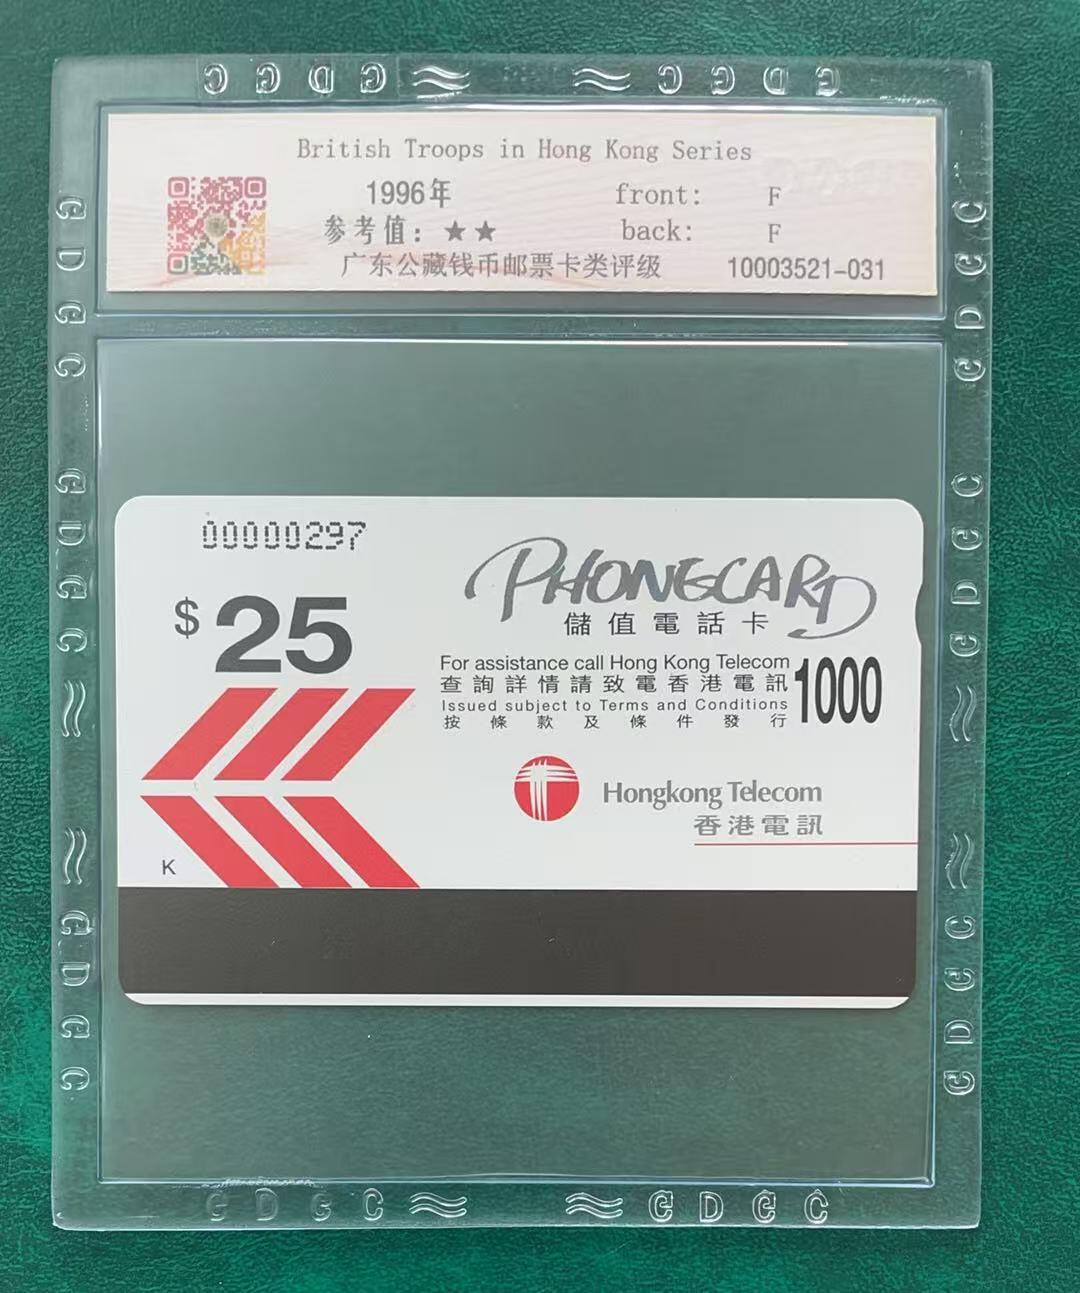 G D G C
G D G C
British Troops in Hong Kong Series
1996年 front: F
参考值：★★ back: F
广东公藏钱币邮票卡类评级 10003521-031
00000297
$25
PHONECARD
儲值電話卡
For assistance call Hong Kong Telecom
查詢詳情請致電香港電訊 1000
Issued subject to Terms and Conditions
按條款及條件發行
Hongkong Telecom
香港電訊
K
G D G C
G D G C
G D G C
G D G C
G D G C
G D G C
G D G C
G D G C